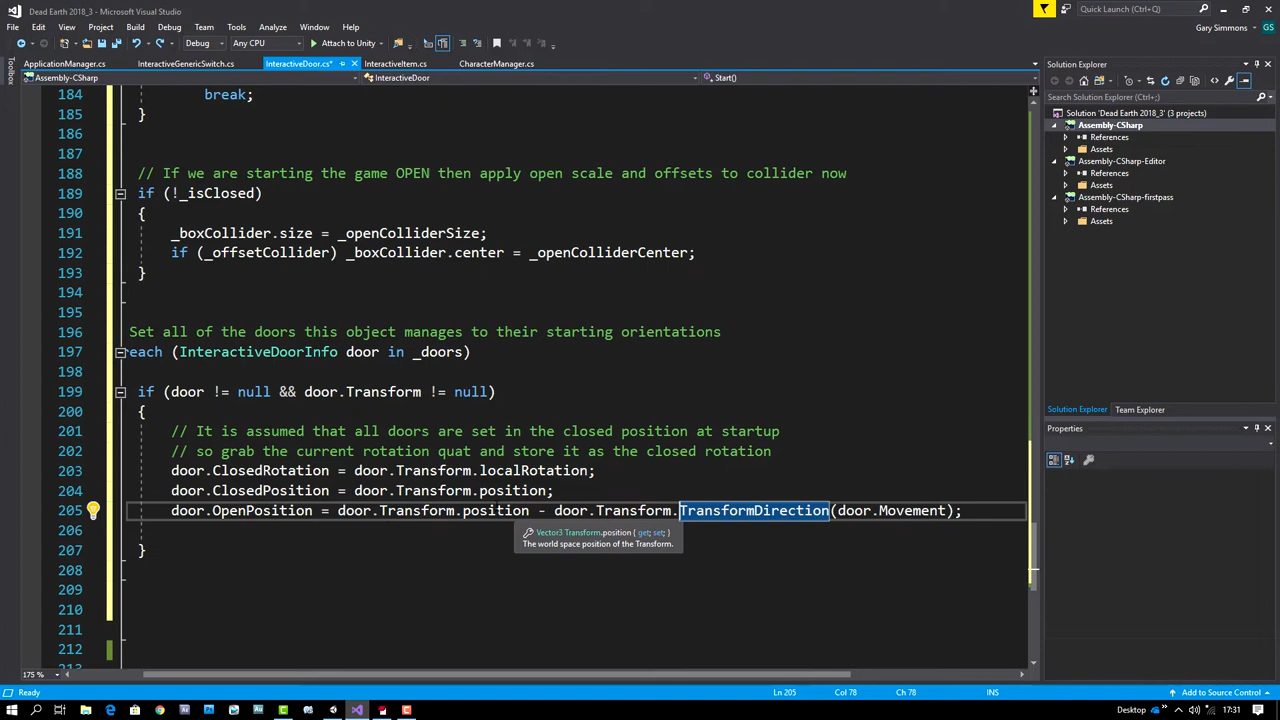 Dead Earth 2018_3 - Microsoft Visual Studio
Quick Launch (Ctrl+;)
File Edit View Project Build Debug Team Tools Analyze Window Help
Gary Simmons GS
Debug Any CPU Attach to Unity
ApplicationManager.cs InteractiveGenericSwitch.cs InteractiveDoor.cs* InteractiveItem.cs CharacterManager.cs
Assembly-CSharp InteractiveDoor Start()
Toolbox
184 break;
185 }
186
187
188 // If we are starting the game OPEN then apply open scale and offsets to collider now
189 if (!_isClosed)
190 {
191 _boxCollider.size = _openColliderSize;
192 if (_offsetCollider) _boxCollider.center = _openColliderCenter;
193 }
194
195
196 Set all of the doors this object manages to their starting orientations
197 reach (InteractiveDoorInfo door in _doors)
198
199 if (door != null && door.Transform != null)
200 {
201 // It is assumed that all doors are set in the closed position at startup
202 // so grab the current rotation quat and store it as the closed rotation
203 door.ClosedRotation = door.Transform.localRotation;
204 door.ClosedPosition = door.Transform.position;
205 door.OpenPosition = door.Transform.position - door.Transform.TransformDirection(door.Movement);
206
Vector3 Transform.position { get; set; }
The world space position of the Transform.
207 }
208
209
210
211
212
213
175 %
Solution Explorer
Search Solution Explorer (Ctrl+;)
Solution 'Dead Earth 2018_3' (3 projects)
Assembly-CSharp
References
Assets
Assembly-CSharp-Editor
References
Assets
Assembly-CSharp-firstpass
References
Assets
Solution Explorer Team Explorer
Properties
Ready Ln 205 Col 78 Ch 78 INS Add to Source Control
Desktop 17:31